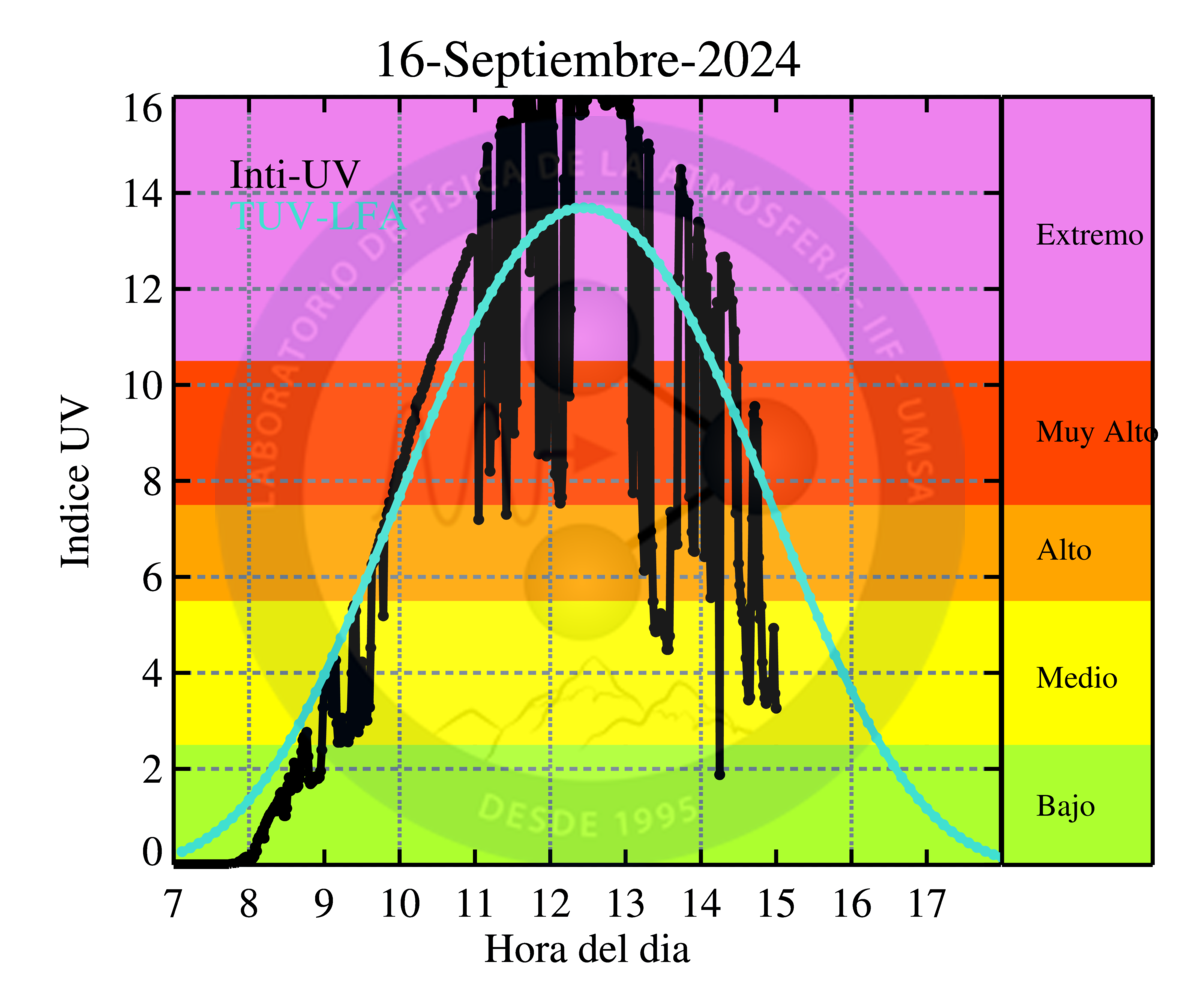 16-Septiembre-2024
Indice UV
16
14
12
10
8
6
4
2
0
Inti-UV
TUV-LFA
LABORATORIO DE FÍSICA DE LA ATMÓSFERA - IIF - UMSA
DESDE 1995
Extremo
Muy Alto
Alto
Medio
Bajo
7 8 9 10 11 12 13 14 15 16 17
Hora del dia